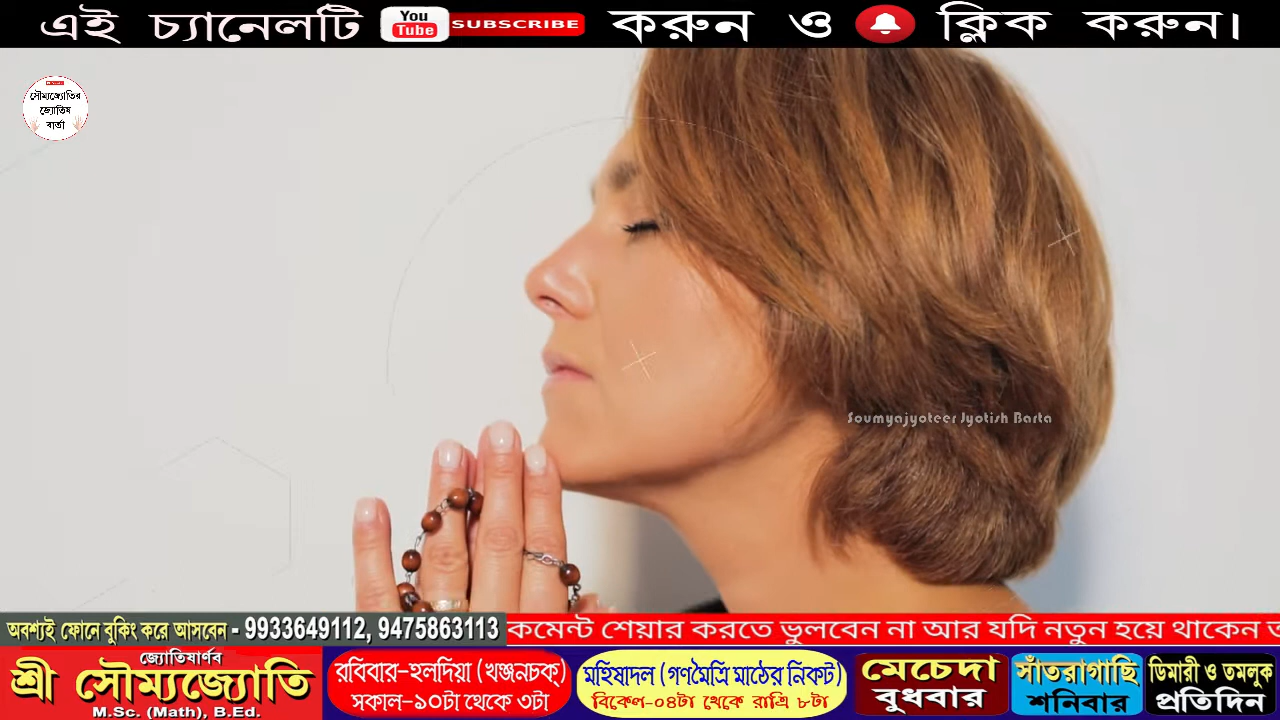 এই চ্যানেলটি You Tube SUBSCRIBE করুন ও ক্লিক করুন।
সৌম্যজ্যোতির
জ্যোতিষ
বার্তা
Soumyajyoteer Jyotish Barta
অবশ্যই ফোনে বুকিং করে আসবেন - 9933649112, 9475863113
কমেন্ট শেয়ার করতে ভুলবেন না আর যদি নতুন হয়ে থাকেন
জ্যোতিষার্ণব
শ্রী সৌম্যজ্যোতি
M.Sc. (Math), B.Ed.
রবিবার-হলদিয়া (খঞ্জনচক্)
সকাল-১০টা থেকে ৩টা
মহিষাদল (গণমৈত্রি মাঠের নিকট)
বিকেল-০৪টা থেকে রাত্রি ৮টা
মেচেদা
বুধবার
সাঁতরাগাছি
শনিবার
ডিমারী ও তমলুক
প্রতিদিন